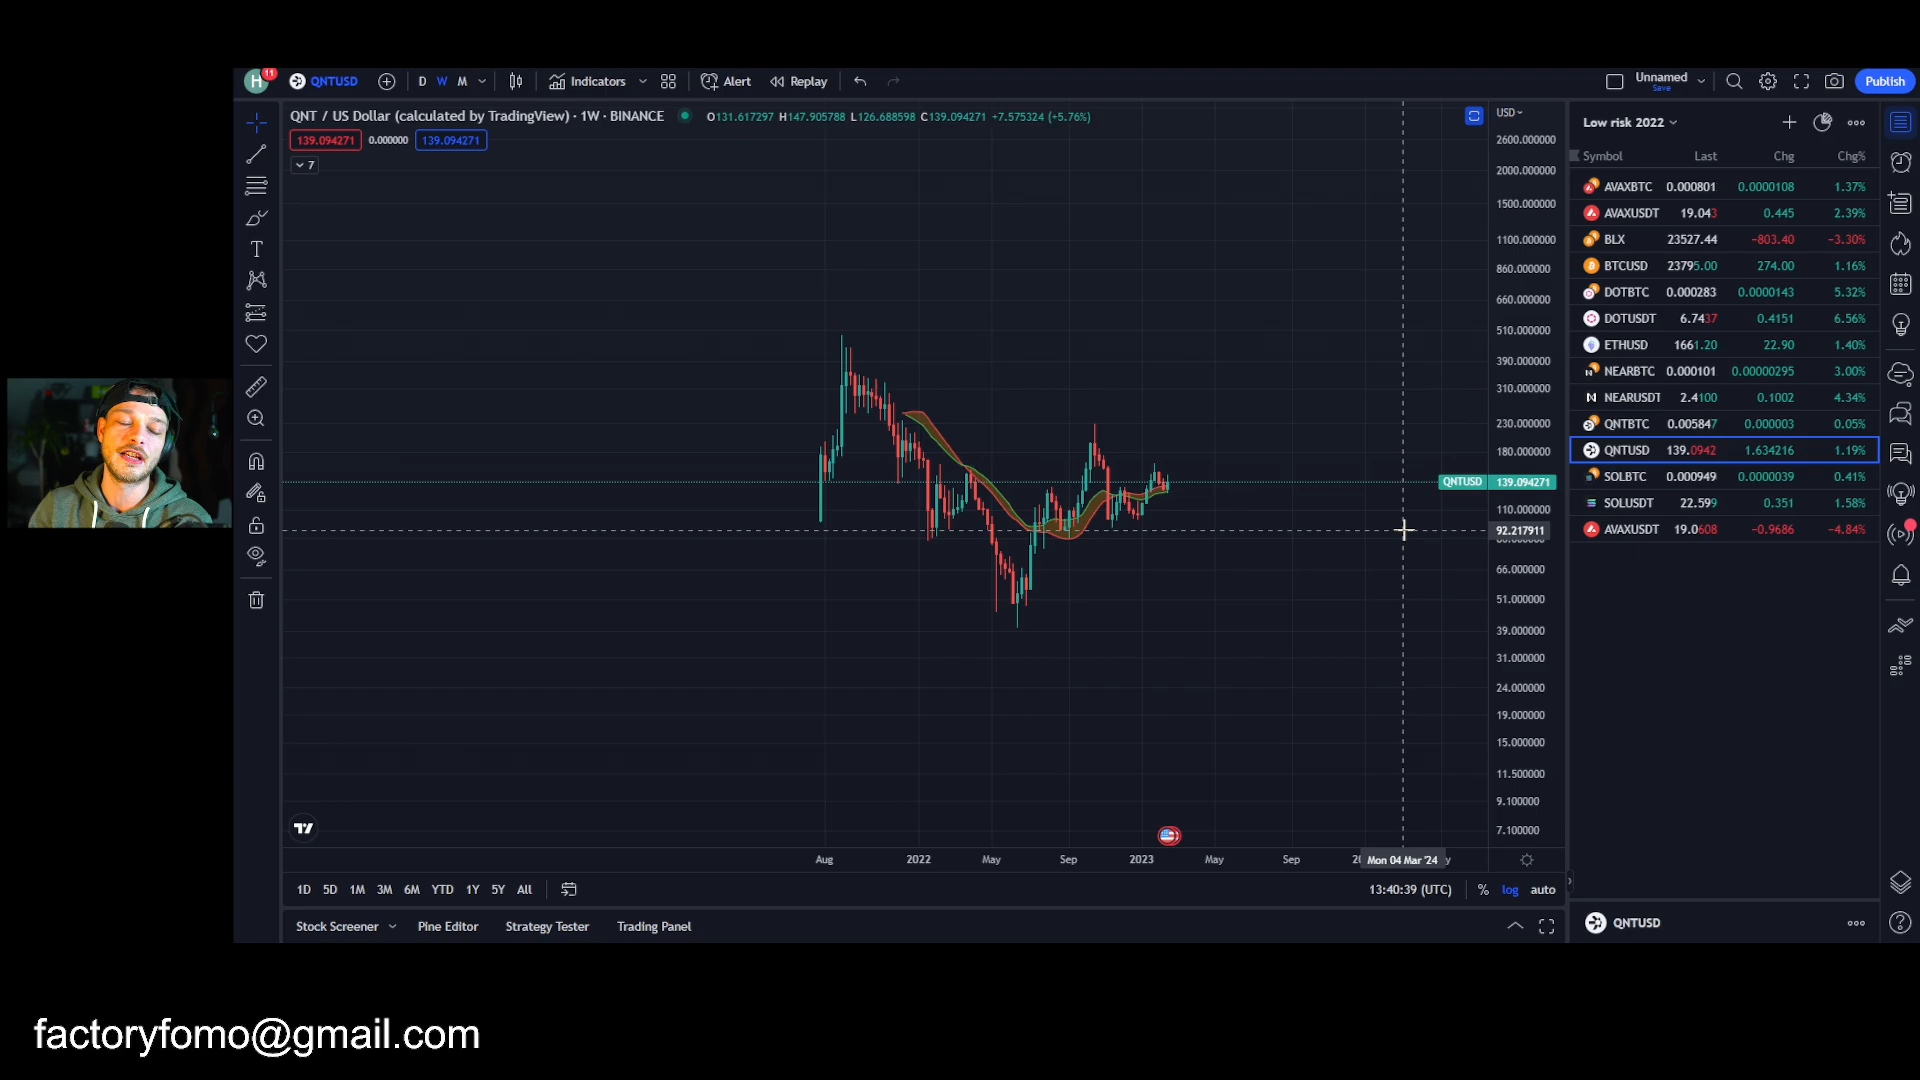 H 11 QNTUSD D W M Indicators Alert Replay Unnamed Save Publish
QNT / US Dollar (calculated by TradingView) · 1W · BINANCE O131.617297 H147.905788 L126.688598 C139.094271 +7.575324 (+5.76%) USD
139.094271 0.000000 139.094271
7
2600.000000
2000.000000
1500.000000
1100.000000
860.000000
660.000000
510.000000
390.000000
310.000000
230.000000
180.000000
QNTUSD 139.094271
110.000000
92.217911
66.000000
51.000000
39.000000
31.000000
24.000000
19.000000
15.000000
11.500000
9.100000
7.100000
Aug 2022 May Sep 2023 May Sep Mon 04 Mar '24
1D 5D 1M 3M 6M YTD 1Y 5Y All 13:40:39 (UTC) % log auto
Stock Screener Pine Editor Strategy Tester Trading Panel
Low risk 2022
Symbol Last Chg Chg%
AVAXBTC 0.000801 0.0000108 1.37%
AVAXUSDT 19.043 0.445 2.39%
BLX 23527.44 −803.40 −3.30%
BTCUSD 23795.00 274.00 1.16%
DOTBTC 0.000283 0.0000143 5.32%
DOTUSDT 6.7437 0.4151 6.56%
ETHUSD 1661.20 22.90 1.40%
NEARBTC 0.000101 0.00000295 3.00%
NEARUSDT 2.4100 0.1002 4.34%
QNTBTC 0.005847 0.000003 0.05%
QNTUSD 139.0942 1.634216 1.19%
SOLBTC 0.000949 0.0000039 0.41%
SOLUSDT 22.599 0.351 1.58%
AVAXUSDT 19.0608 −0.9686 −4.84%
QNTUSD
factoryfomo@gmail.com